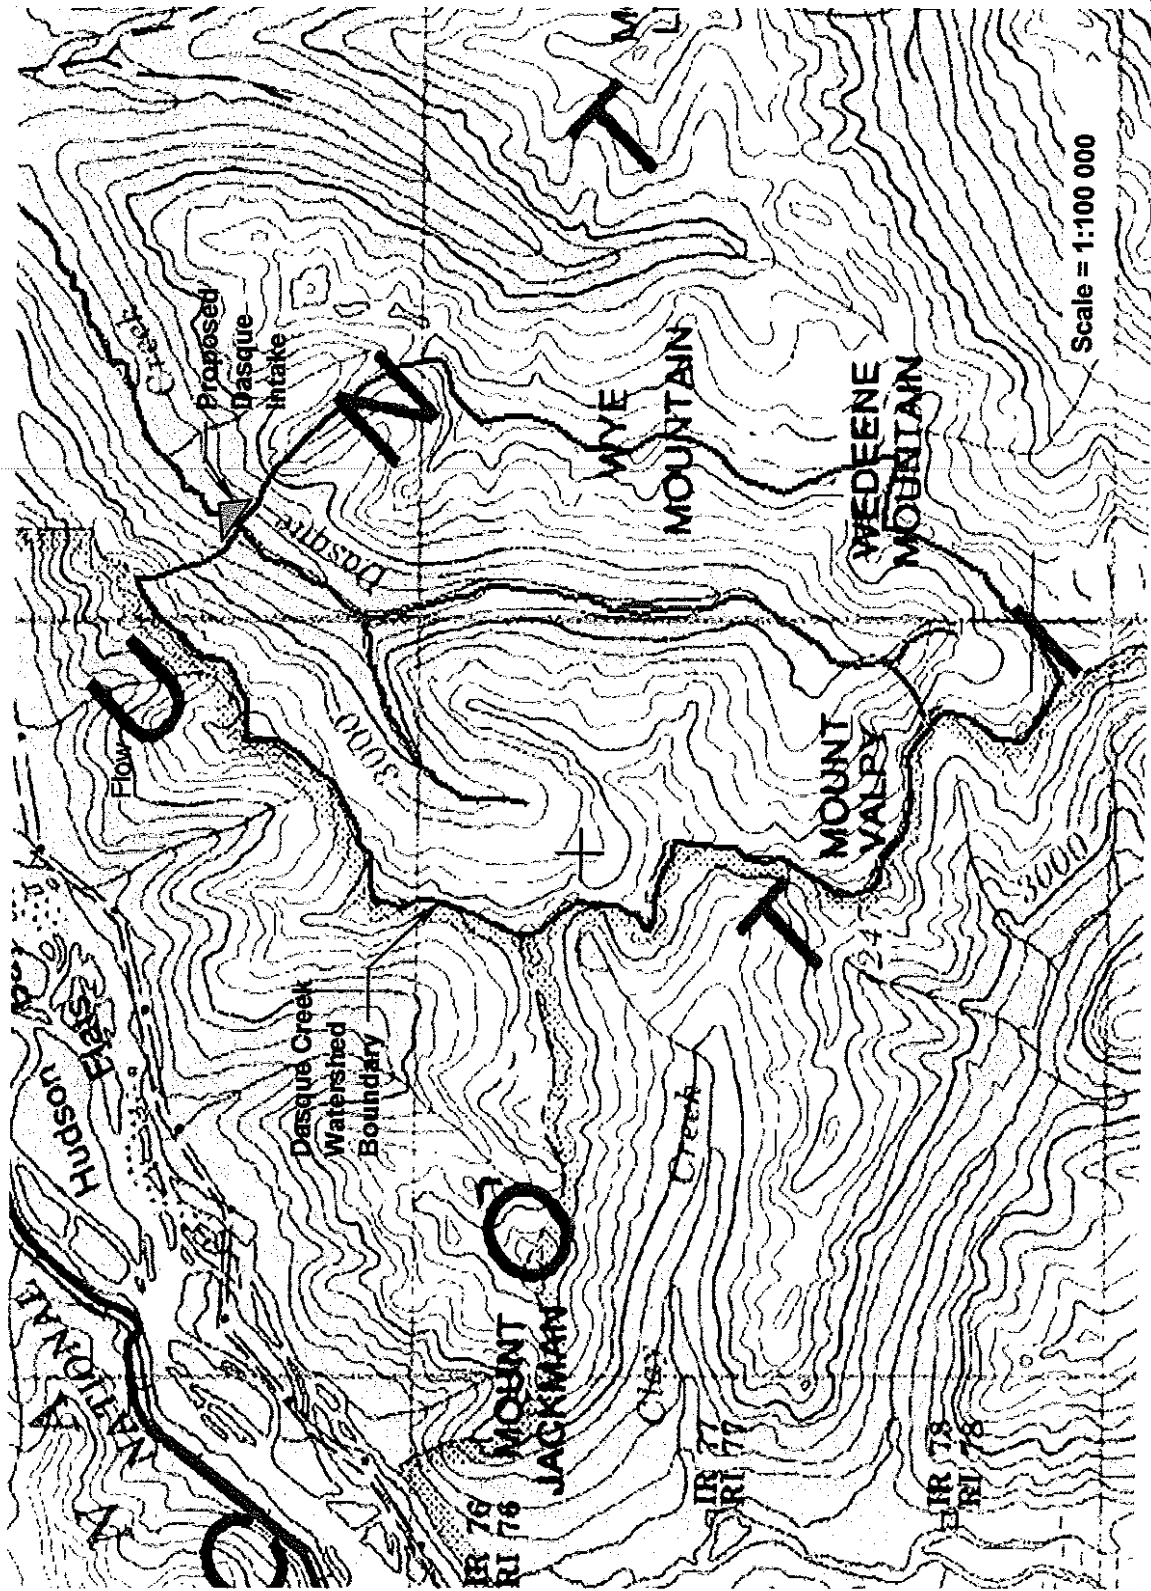 Flow
Creek
Proposed
Dasque
Intake
Dasque
3000
Hudson
Flats
NATIONAL
Dasque Creek
Watershed
Boundary
WYE
MOUNTAIN
WEDEENE
MOUNTAIN
MOUNT
VALPY
MOUNT
JACKMAN
Clay Creek
3000
IR 76
RI 76
IR 77
RI 77
IR 78
RI 78
U
N
T
O
T
I
Scale = 1:100 000